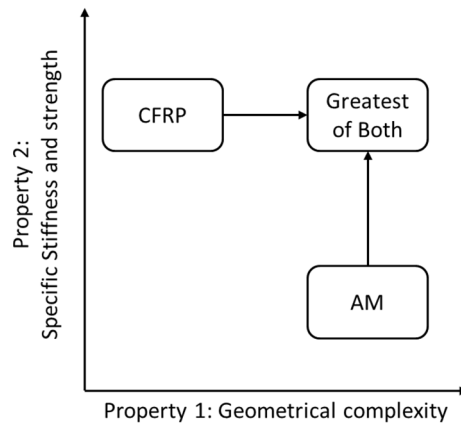 Property 2:
Specific Stiffness and strength
CFRP
Greatest
of Both
AM
Property 1: Geometrical complexity